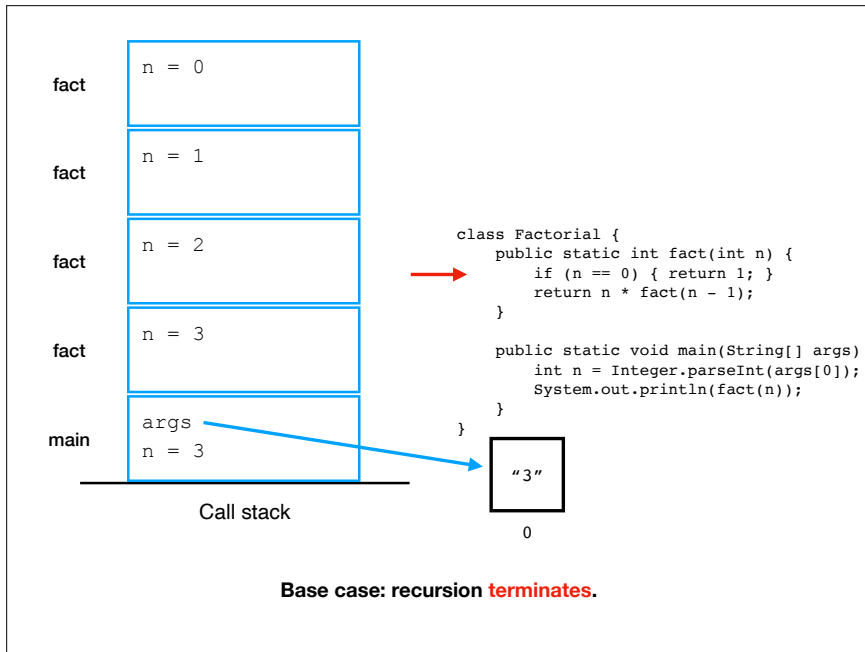 fact
n = 0
fact
n = 1
fact
n = 2
fact
n = 3
main
args
n = 3
Call stack
class Factorial {
    public static int fact(int n) {
        if (n == 0) { return 1; }
        return n * fact(n - 1);
    }

    public static void main(String[] args)
        int n = Integer.parseInt(args[0]);
        System.out.println(fact(n));
    }
}
“3”
0
Base case: recursion terminates.